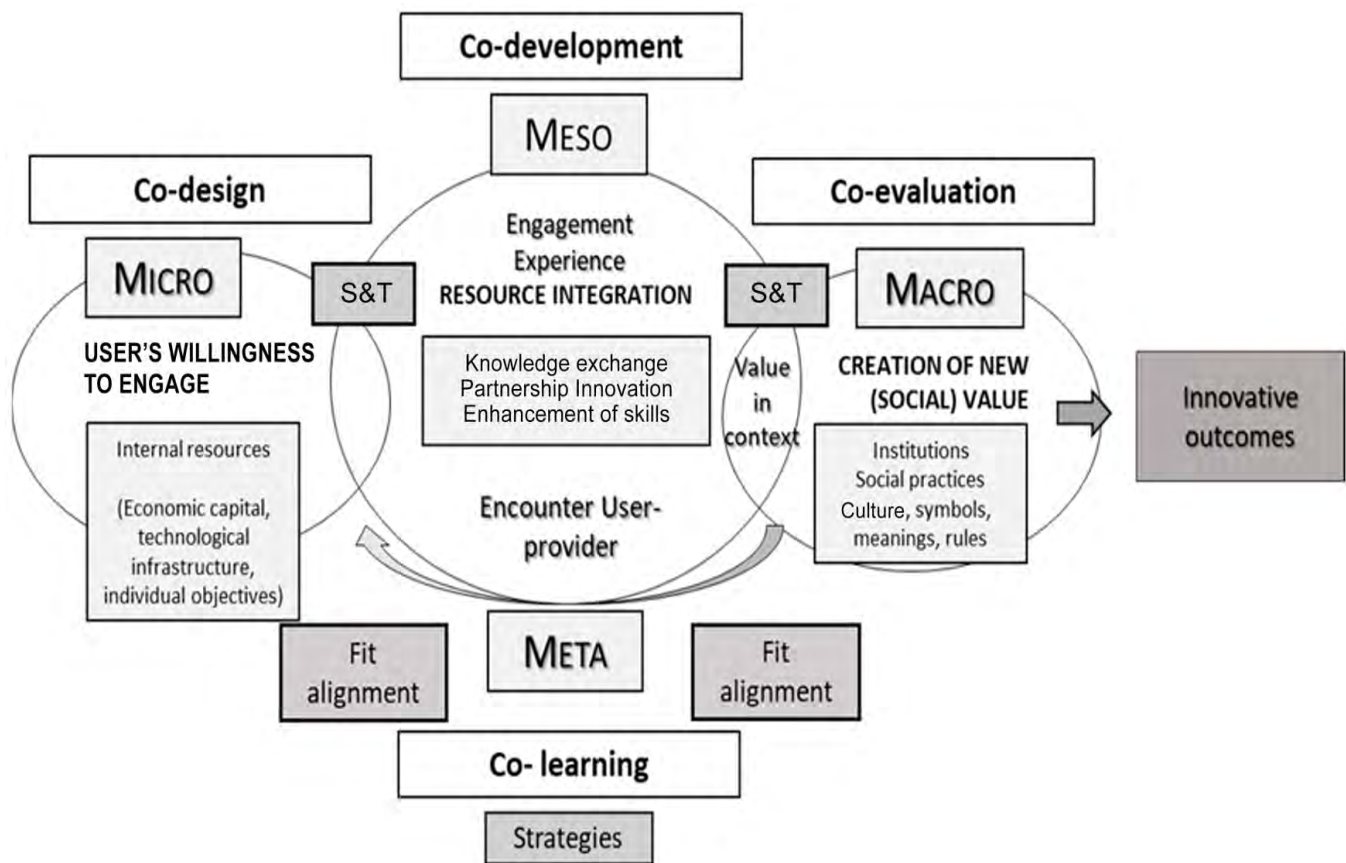 Co-development
MESO
Co-design
Co-evaluation
MICRO
S&T
Engagement
Experience
RESOURCE INTEGRATION
S&T
MACRO
USER'S WILLINGNESS
TO ENGAGE
Knowledge exchange
Partnership Innovation
Enhancement of skills
Value
in
context
CREATION OF NEW
(SOCIAL) VALUE
Innovative
outcomes
Internal resources
(Economic capital,
technological
infrastructure,
individual objectives)
Institutions
Social practices
Culture, symbols,
meanings, rules
Encounter User-
provider
Fit
alignment
META
Fit
alignment
Co- learning
Strategies